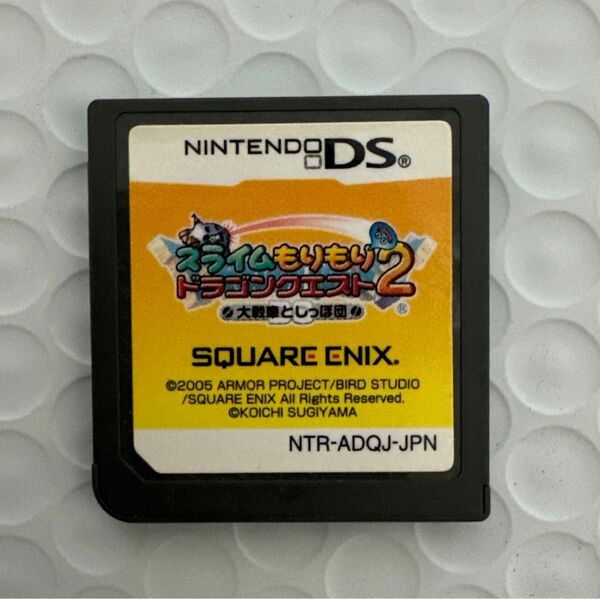 NINTENDO DS®
スライムもりもり
ドラゴンクエスト2
®
大戦車としっぽ団
SQUARE ENIX.
©2005 ARMOR PROJECT/BIRD STUDIO
/SQUARE ENIX All Rights Reserved.
©KOICHI SUGIYAMA
NTR-ADQJ-JPN